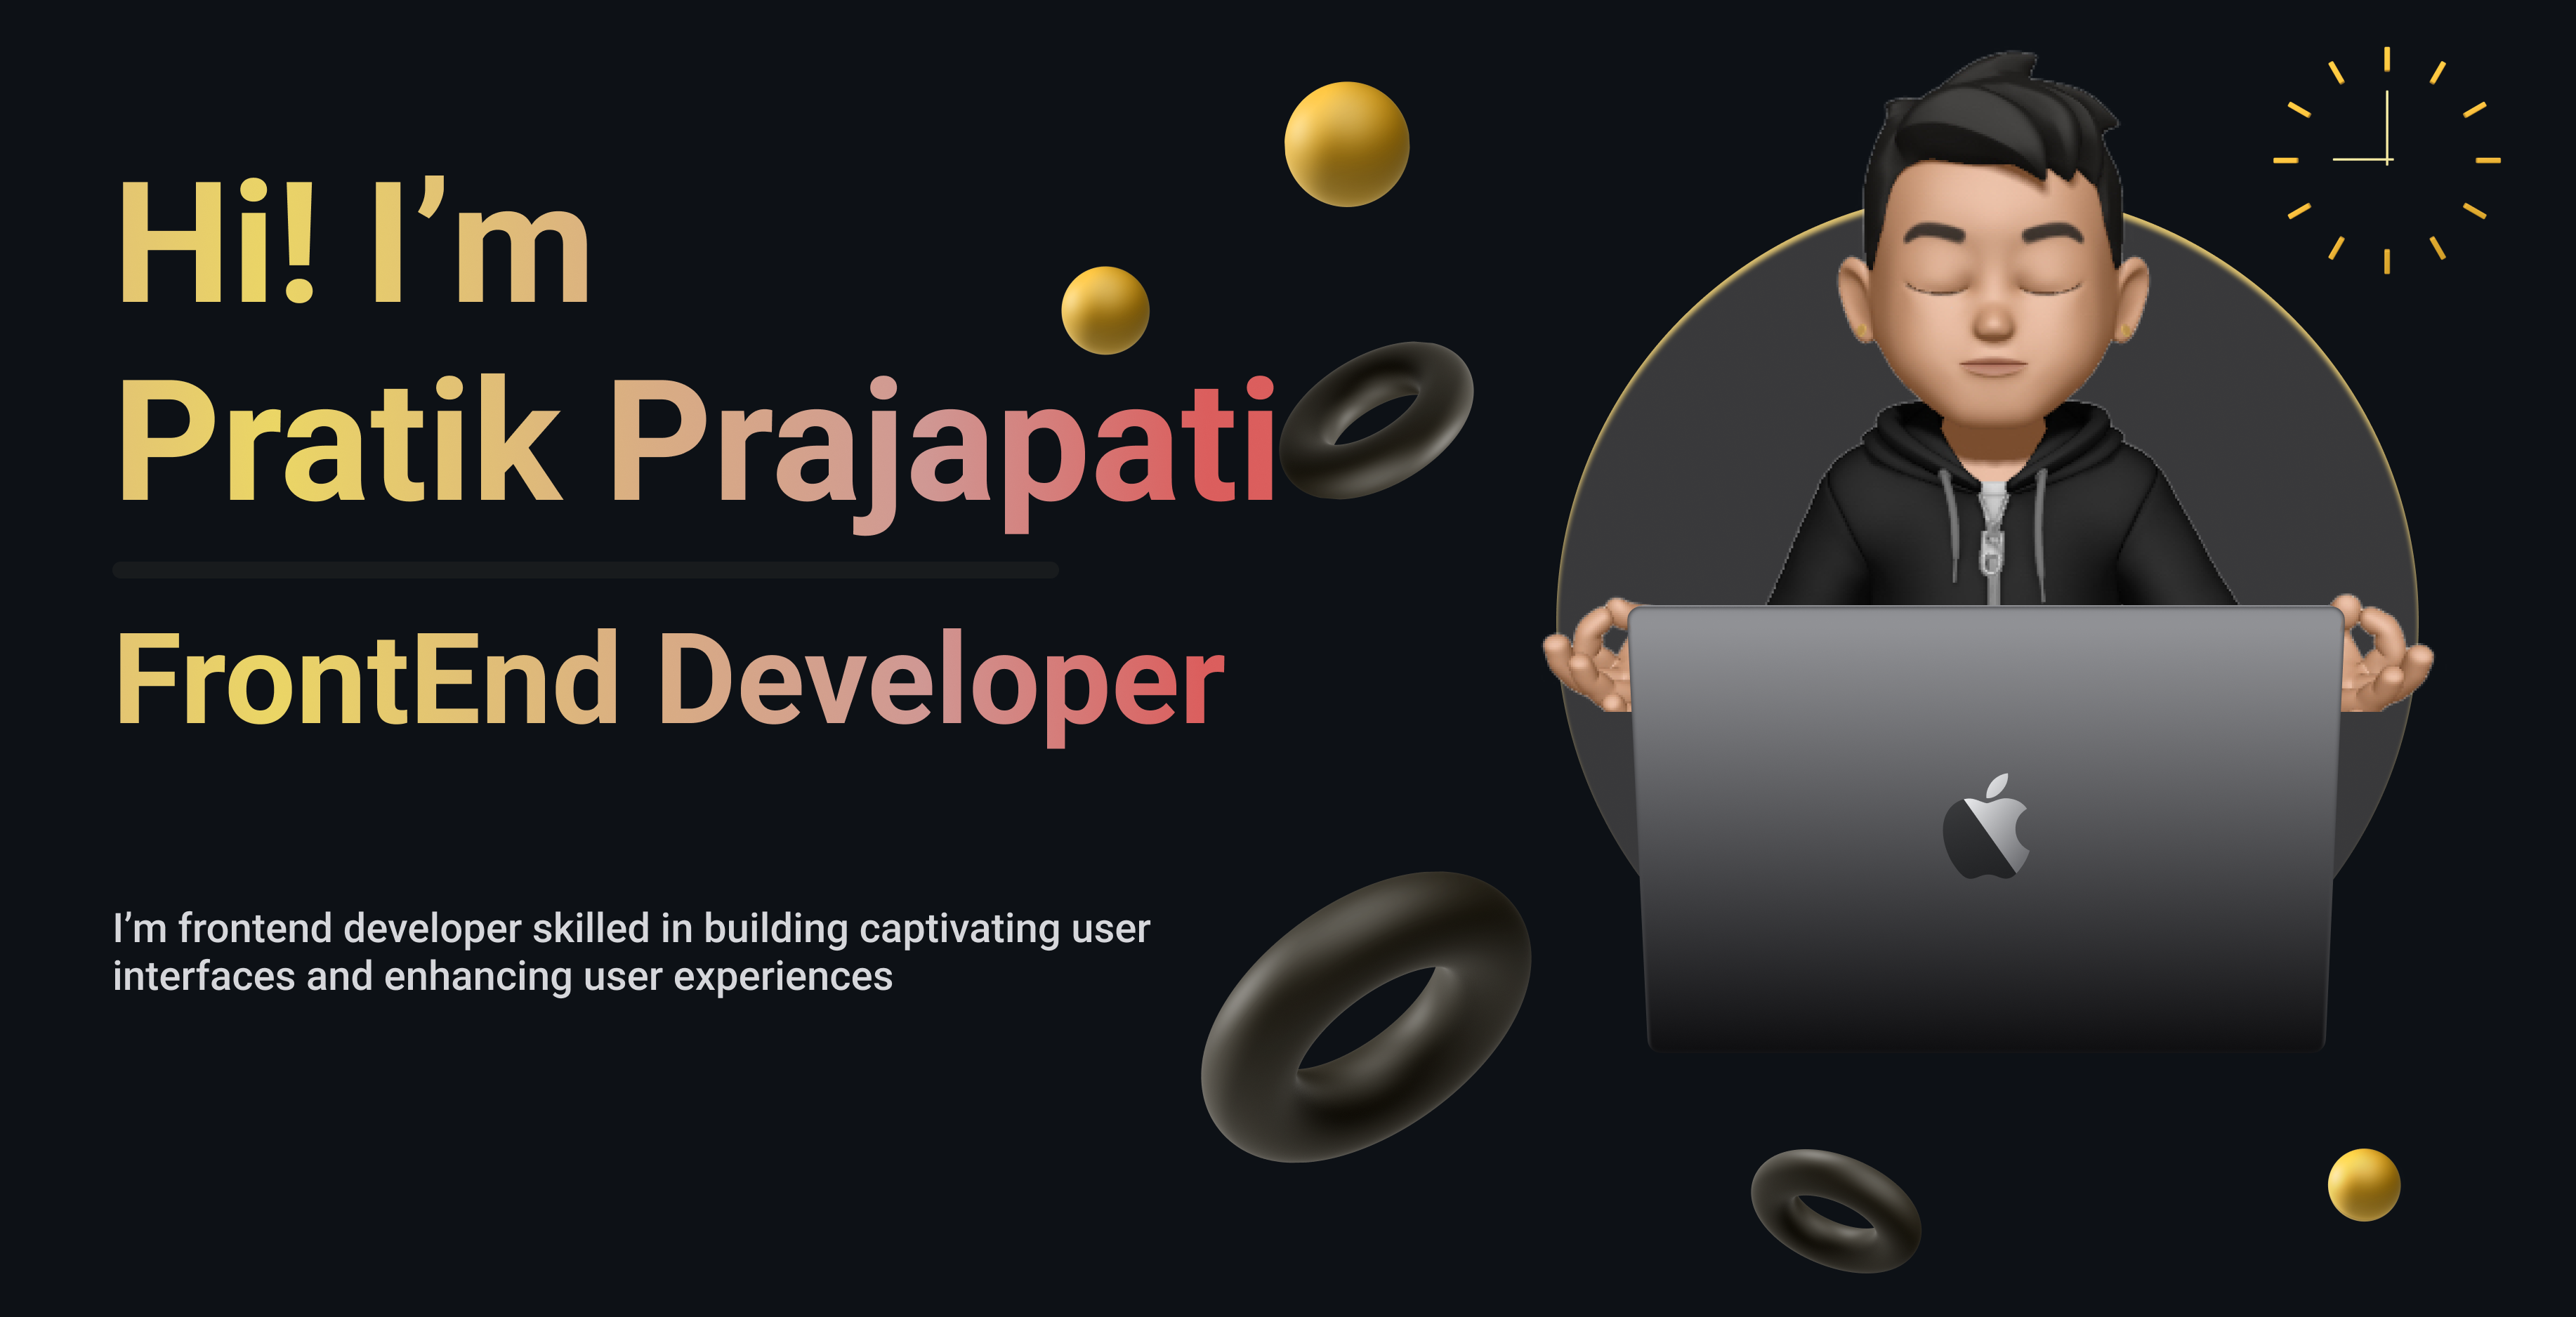 Hi! I’m
Pratik Prajapati
FrontEnd Developer
I’m frontend developer skilled in building captivating user
interfaces and enhancing user experiences